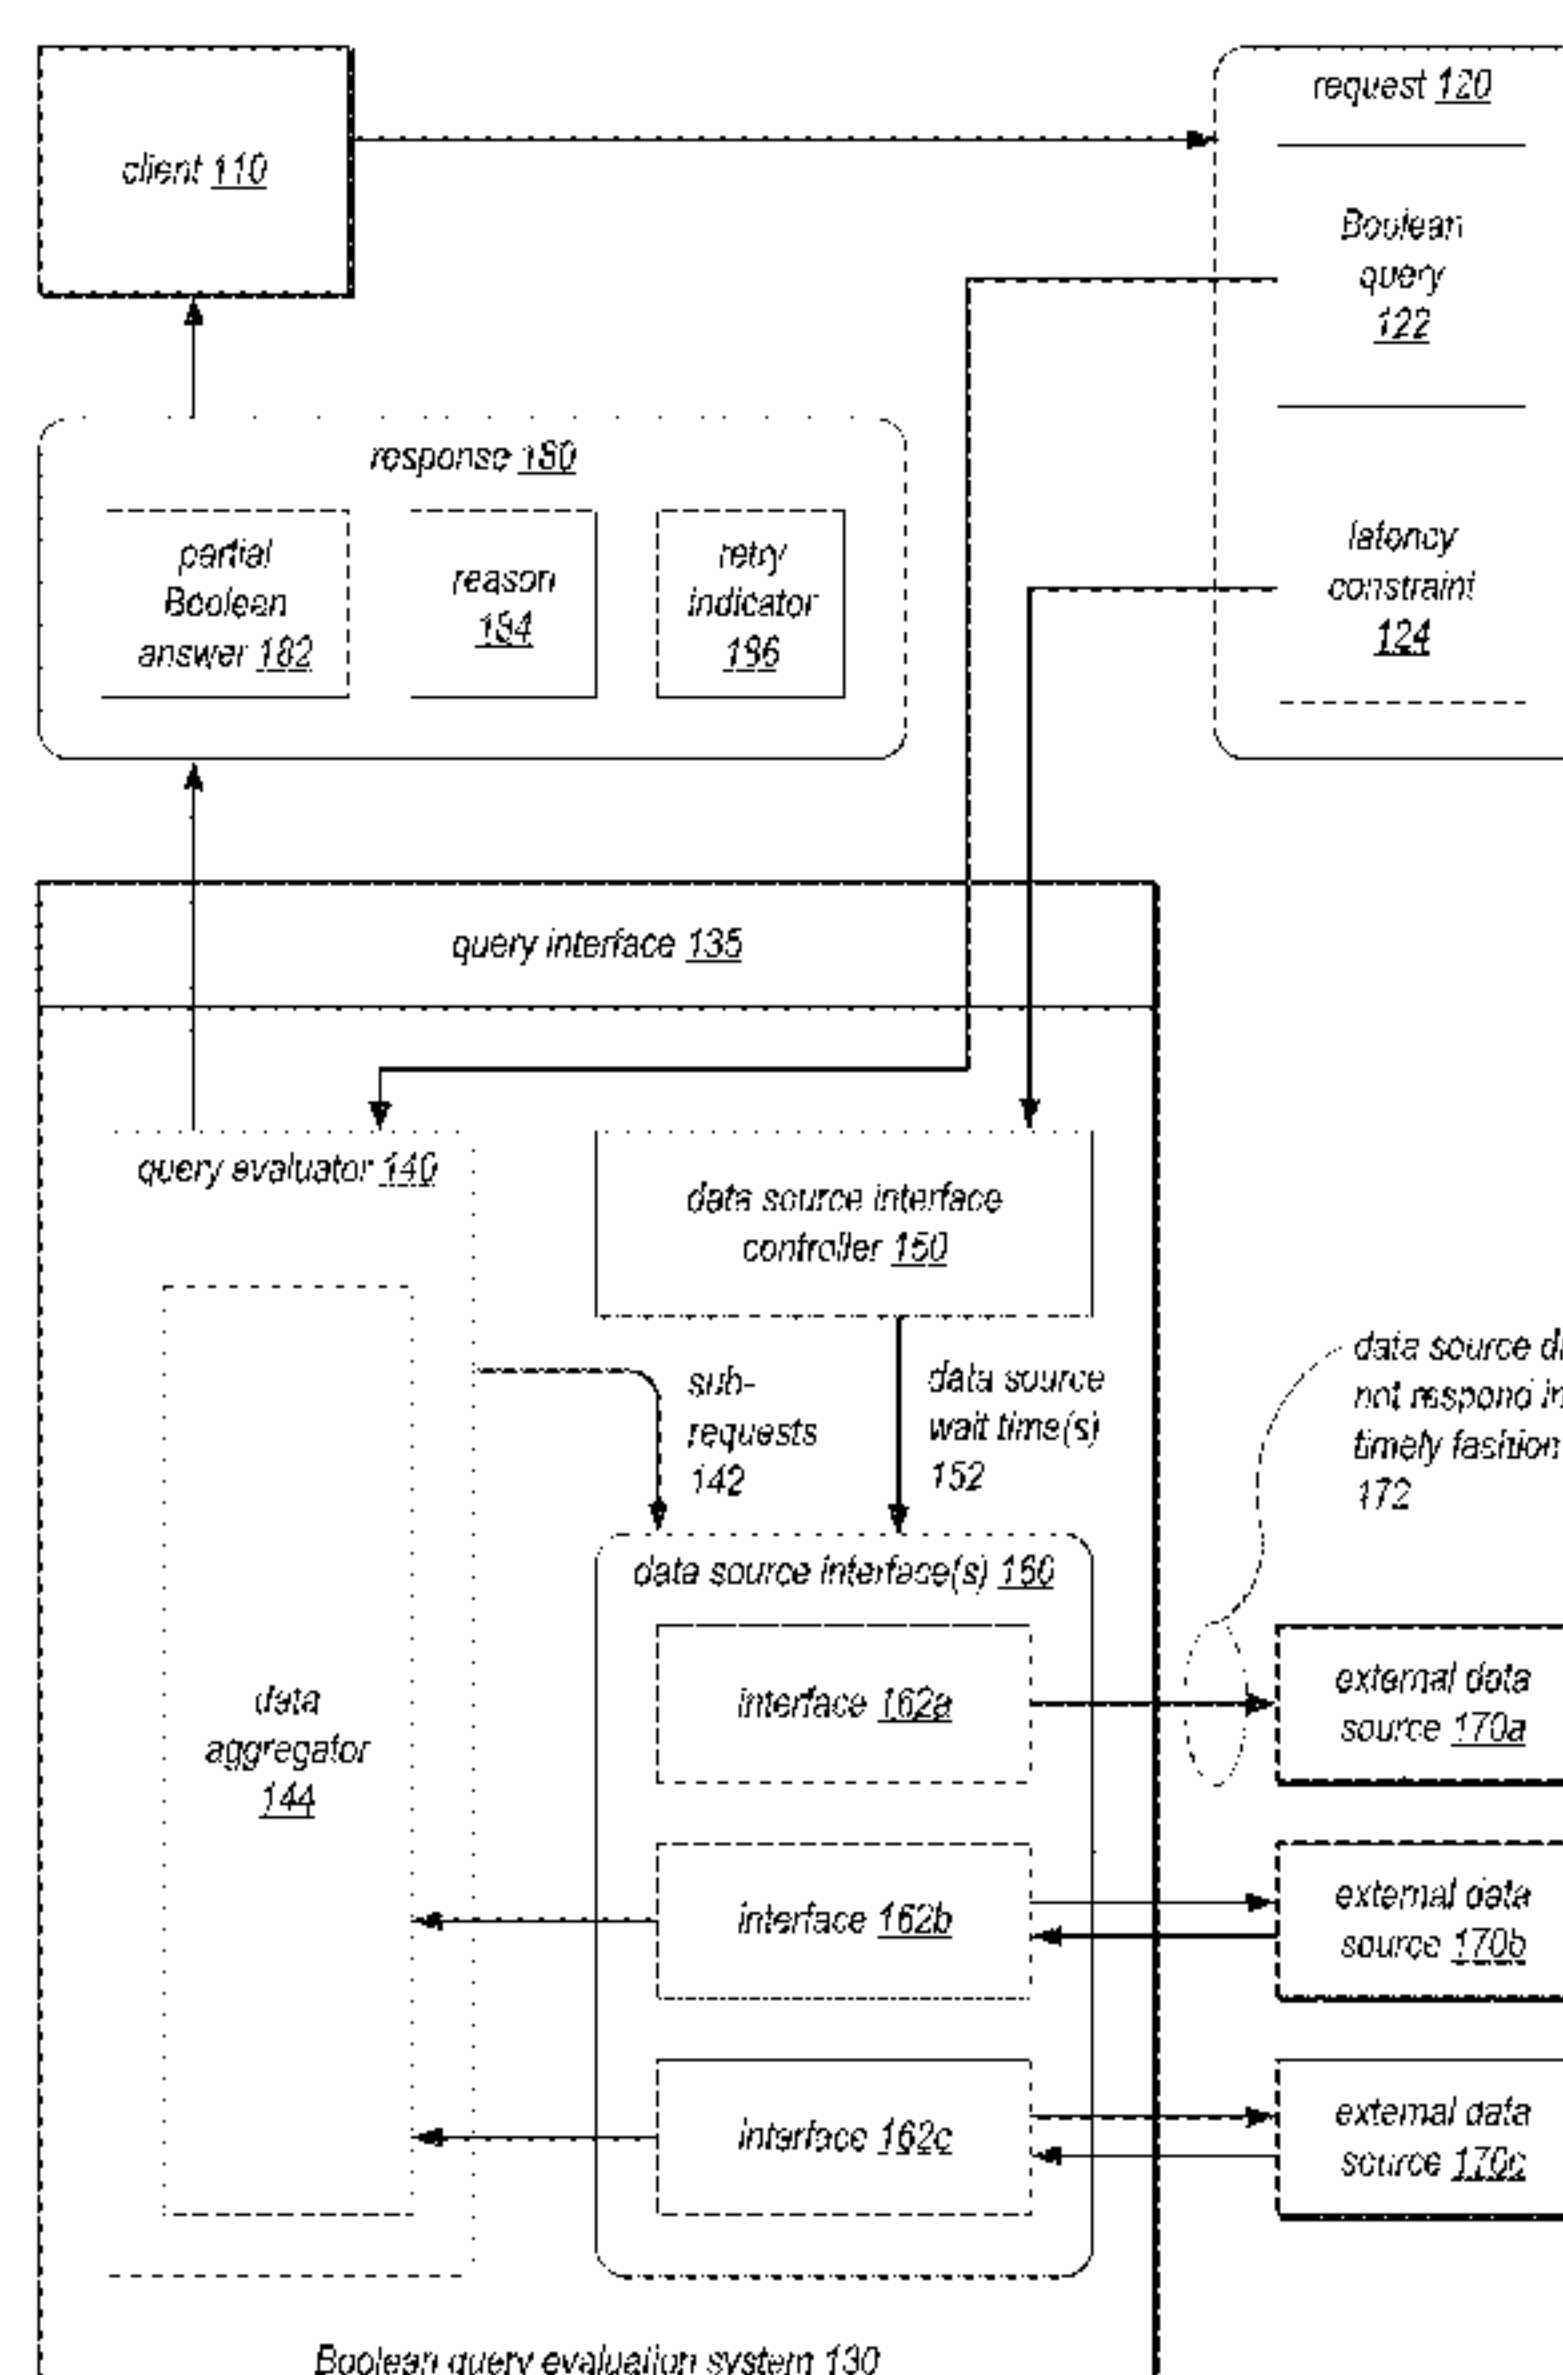 client 110
request 120
Boolean
query
122
latency
constraint
124
response 180
partial
Boolean
answer 182
reason
184
retry
indicator
186
query interface 135
query evaluator 140
data source interface
controller 150
sub-
requests
142
data source
wait time(s)
152
data source
not respond
timely fashion
172
data source interface(s) 160
data
aggregator
144
interface 162a
external data
source 170a
interface 162b
external data
source 170b
interface 162c
external data
source 170c
Boolean query evaluation system 130